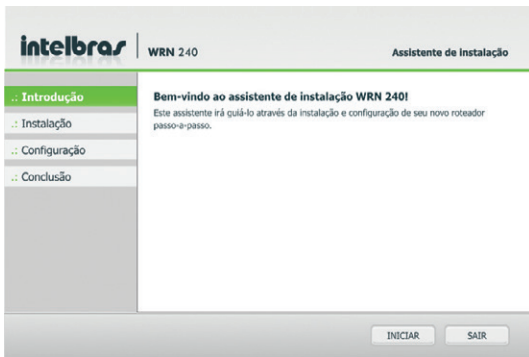 intelbras
WRN 240
Assistente de instalação
.: Introdução
.: Instalação
.: Configuração
.: Conclusão
Bem-vindo ao assistente de instalação WRN 240!
Este assistente irá guiá-lo através da instalação e configuração de seu novo roteador
passo-a-passo.
INICIAR
SAIR